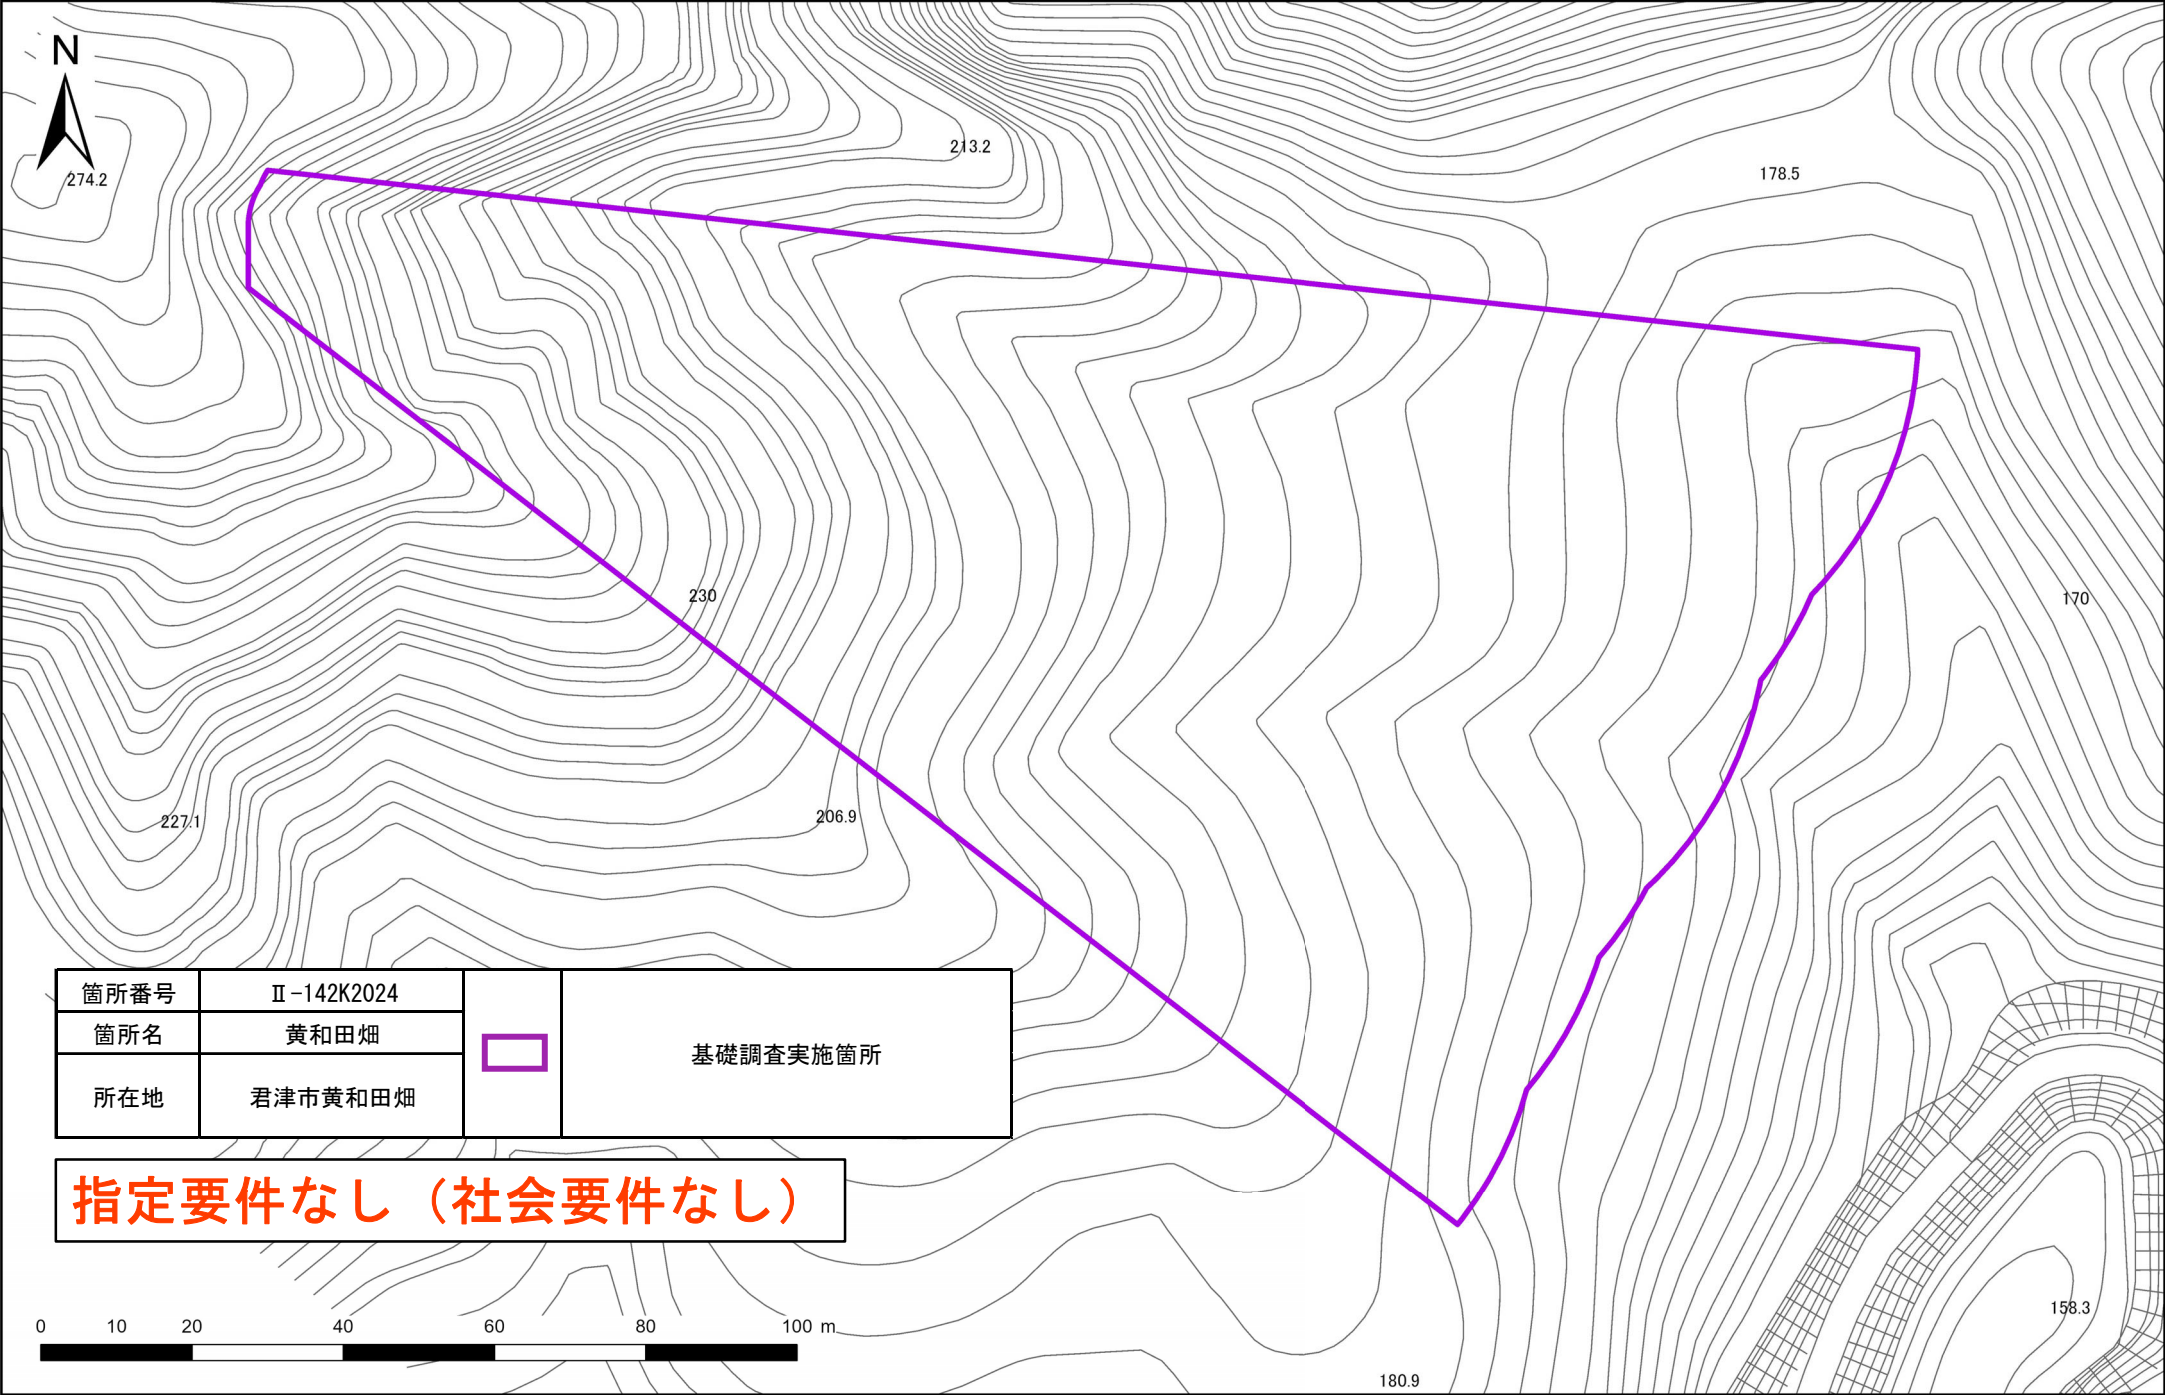 N
213.2
178.5
274.2
230
170
227.1
206.9
箇所番号 Ⅱ-142K2024
箇所名 黄和田畑
所在地 君津市黄和田畑
基礎調査実施箇所
指定要件なし（社会要件なし）
158.3
0 10 20 40 60 80 100 m
180.9